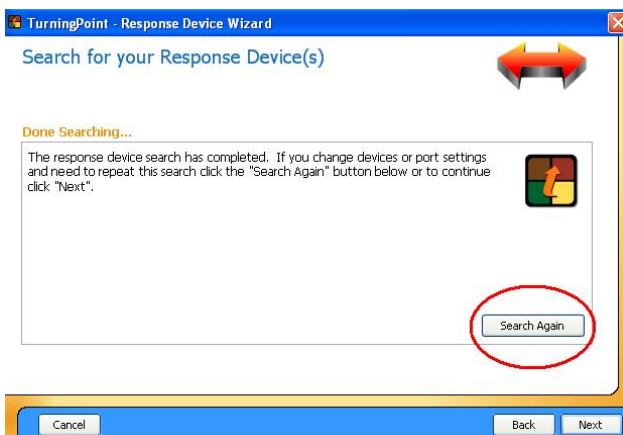 TurningPoint - Response Device Wizard
Search for your Response Device(s)
Done Searching...
The response device search has completed. If you change devices or port settings
and need to repeat this search click the "Search Again" button below or to continue
click "Next".
Search Again
Cancel
Back
Next